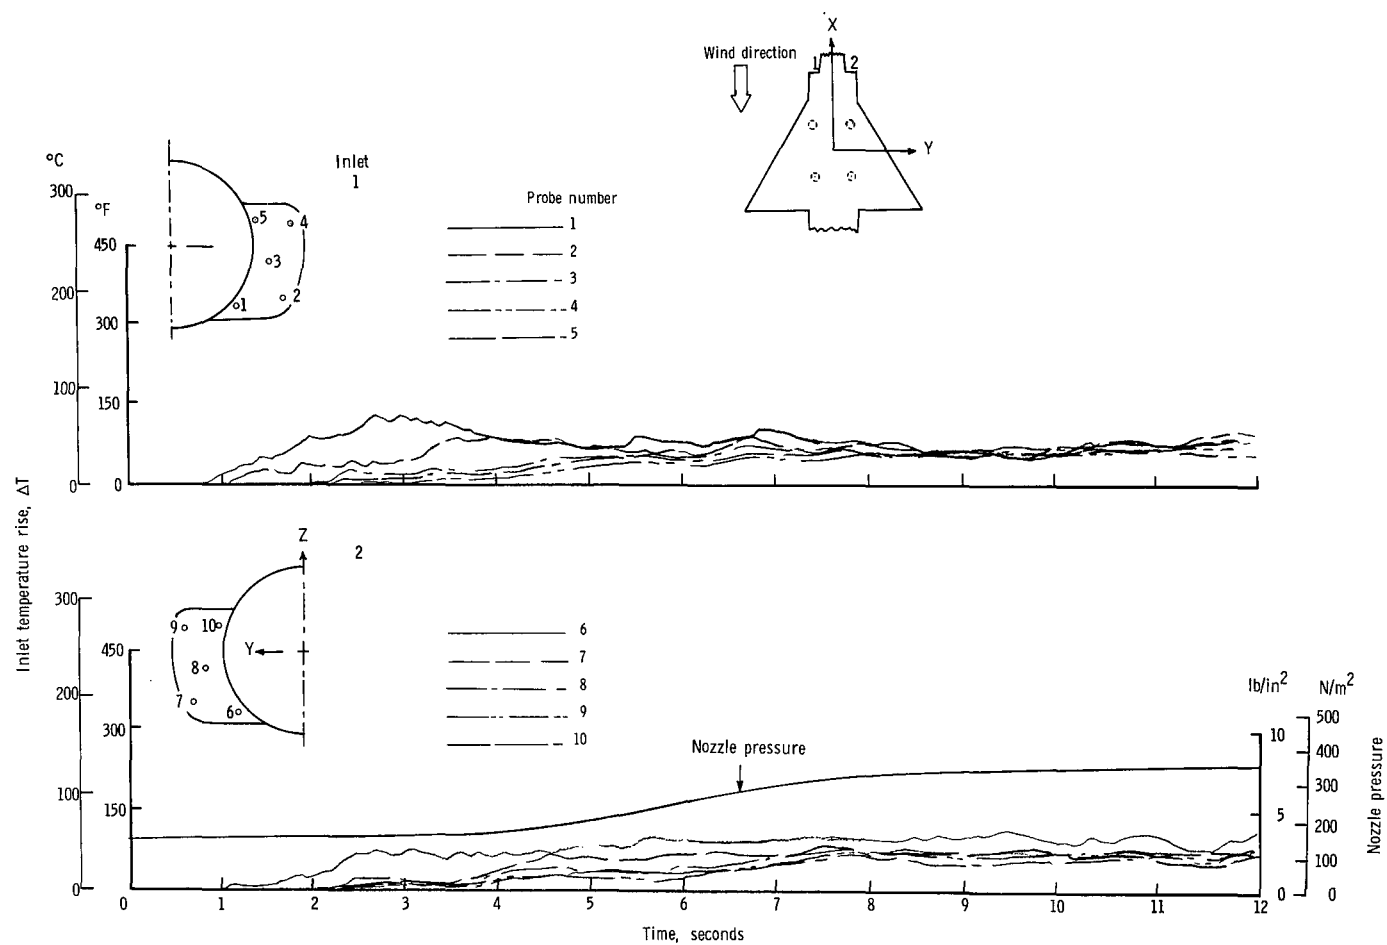 X
Wind direction
1 2
Y
°C
Inlet
1
300
°F
450
200
300
100
150
0
0
5
4
3
2
1
Probe number
1
2
3
4
5
Inlet temperature rise, ΔT
Z
2
300
450
200
300
100
150
0
9
10
Y
8
7
6
6
7
8
9
10
Nozzle pressure
lb/in²
N/m²
10
5
0
500
400
300
200
100
0
Nozzle pressure
0 1 2 3 4 5 6 7 8 9 10 11 12
Time, seconds